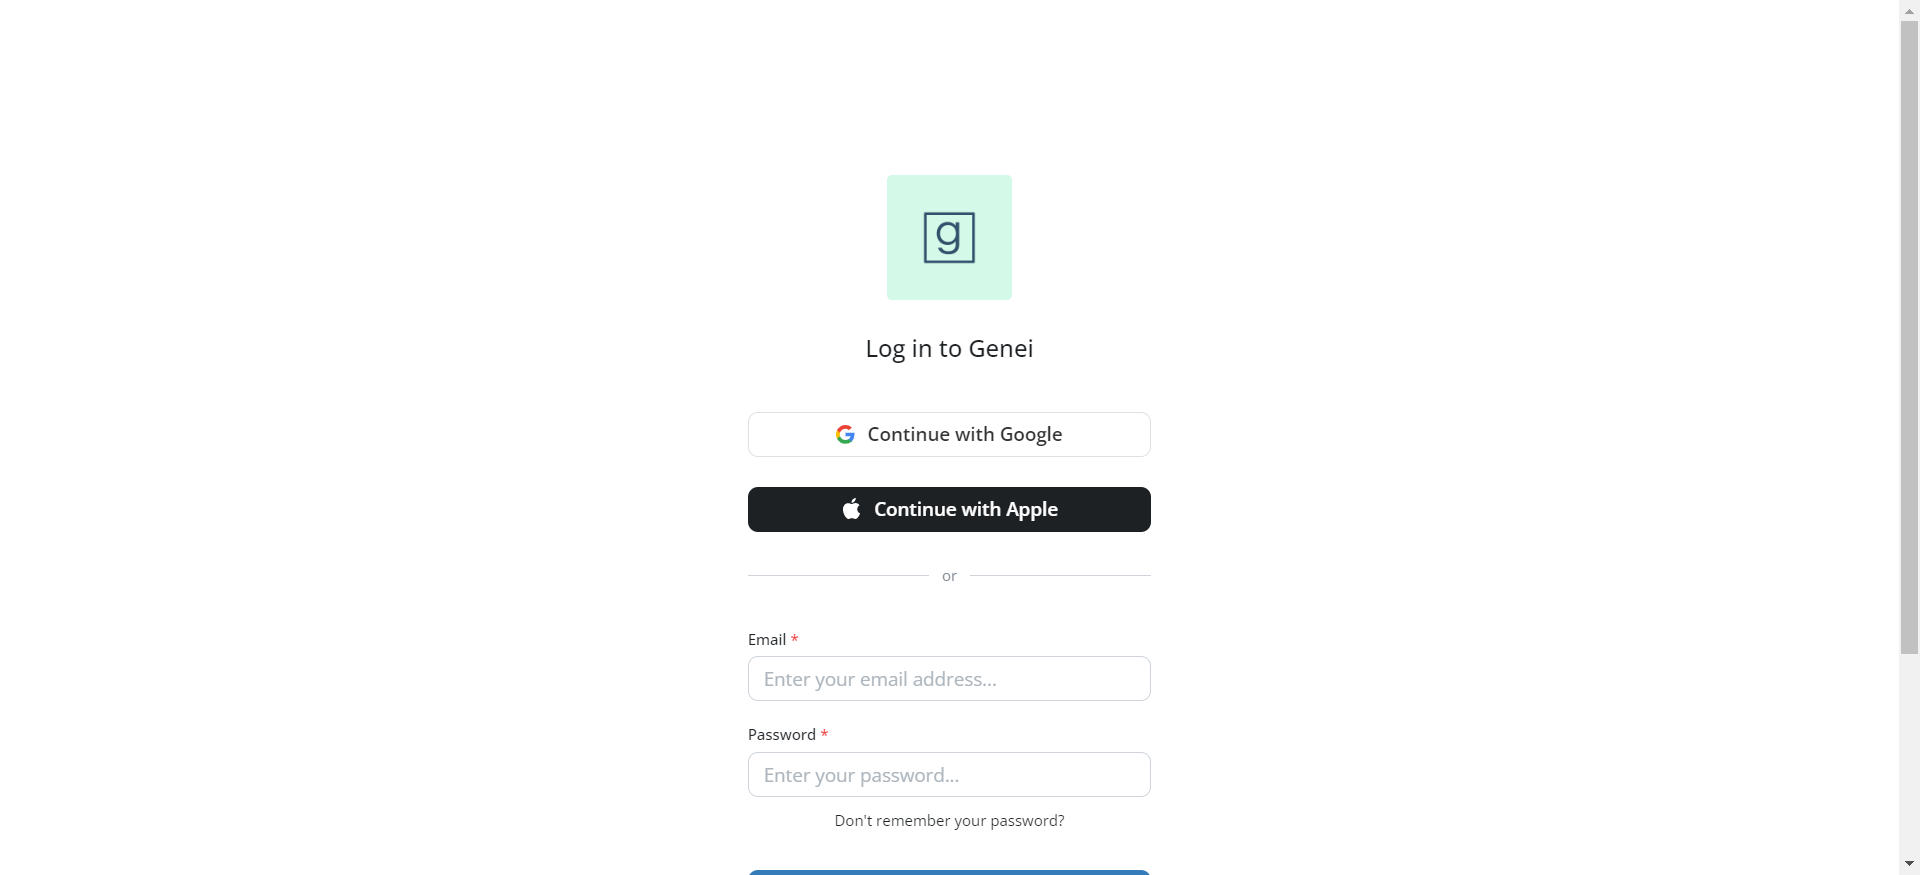 g
Log in to Genei
Continue with Google
Continue with Apple
or
Email *
Enter your email address...
Password *
Enter your password...
Don't remember your password?